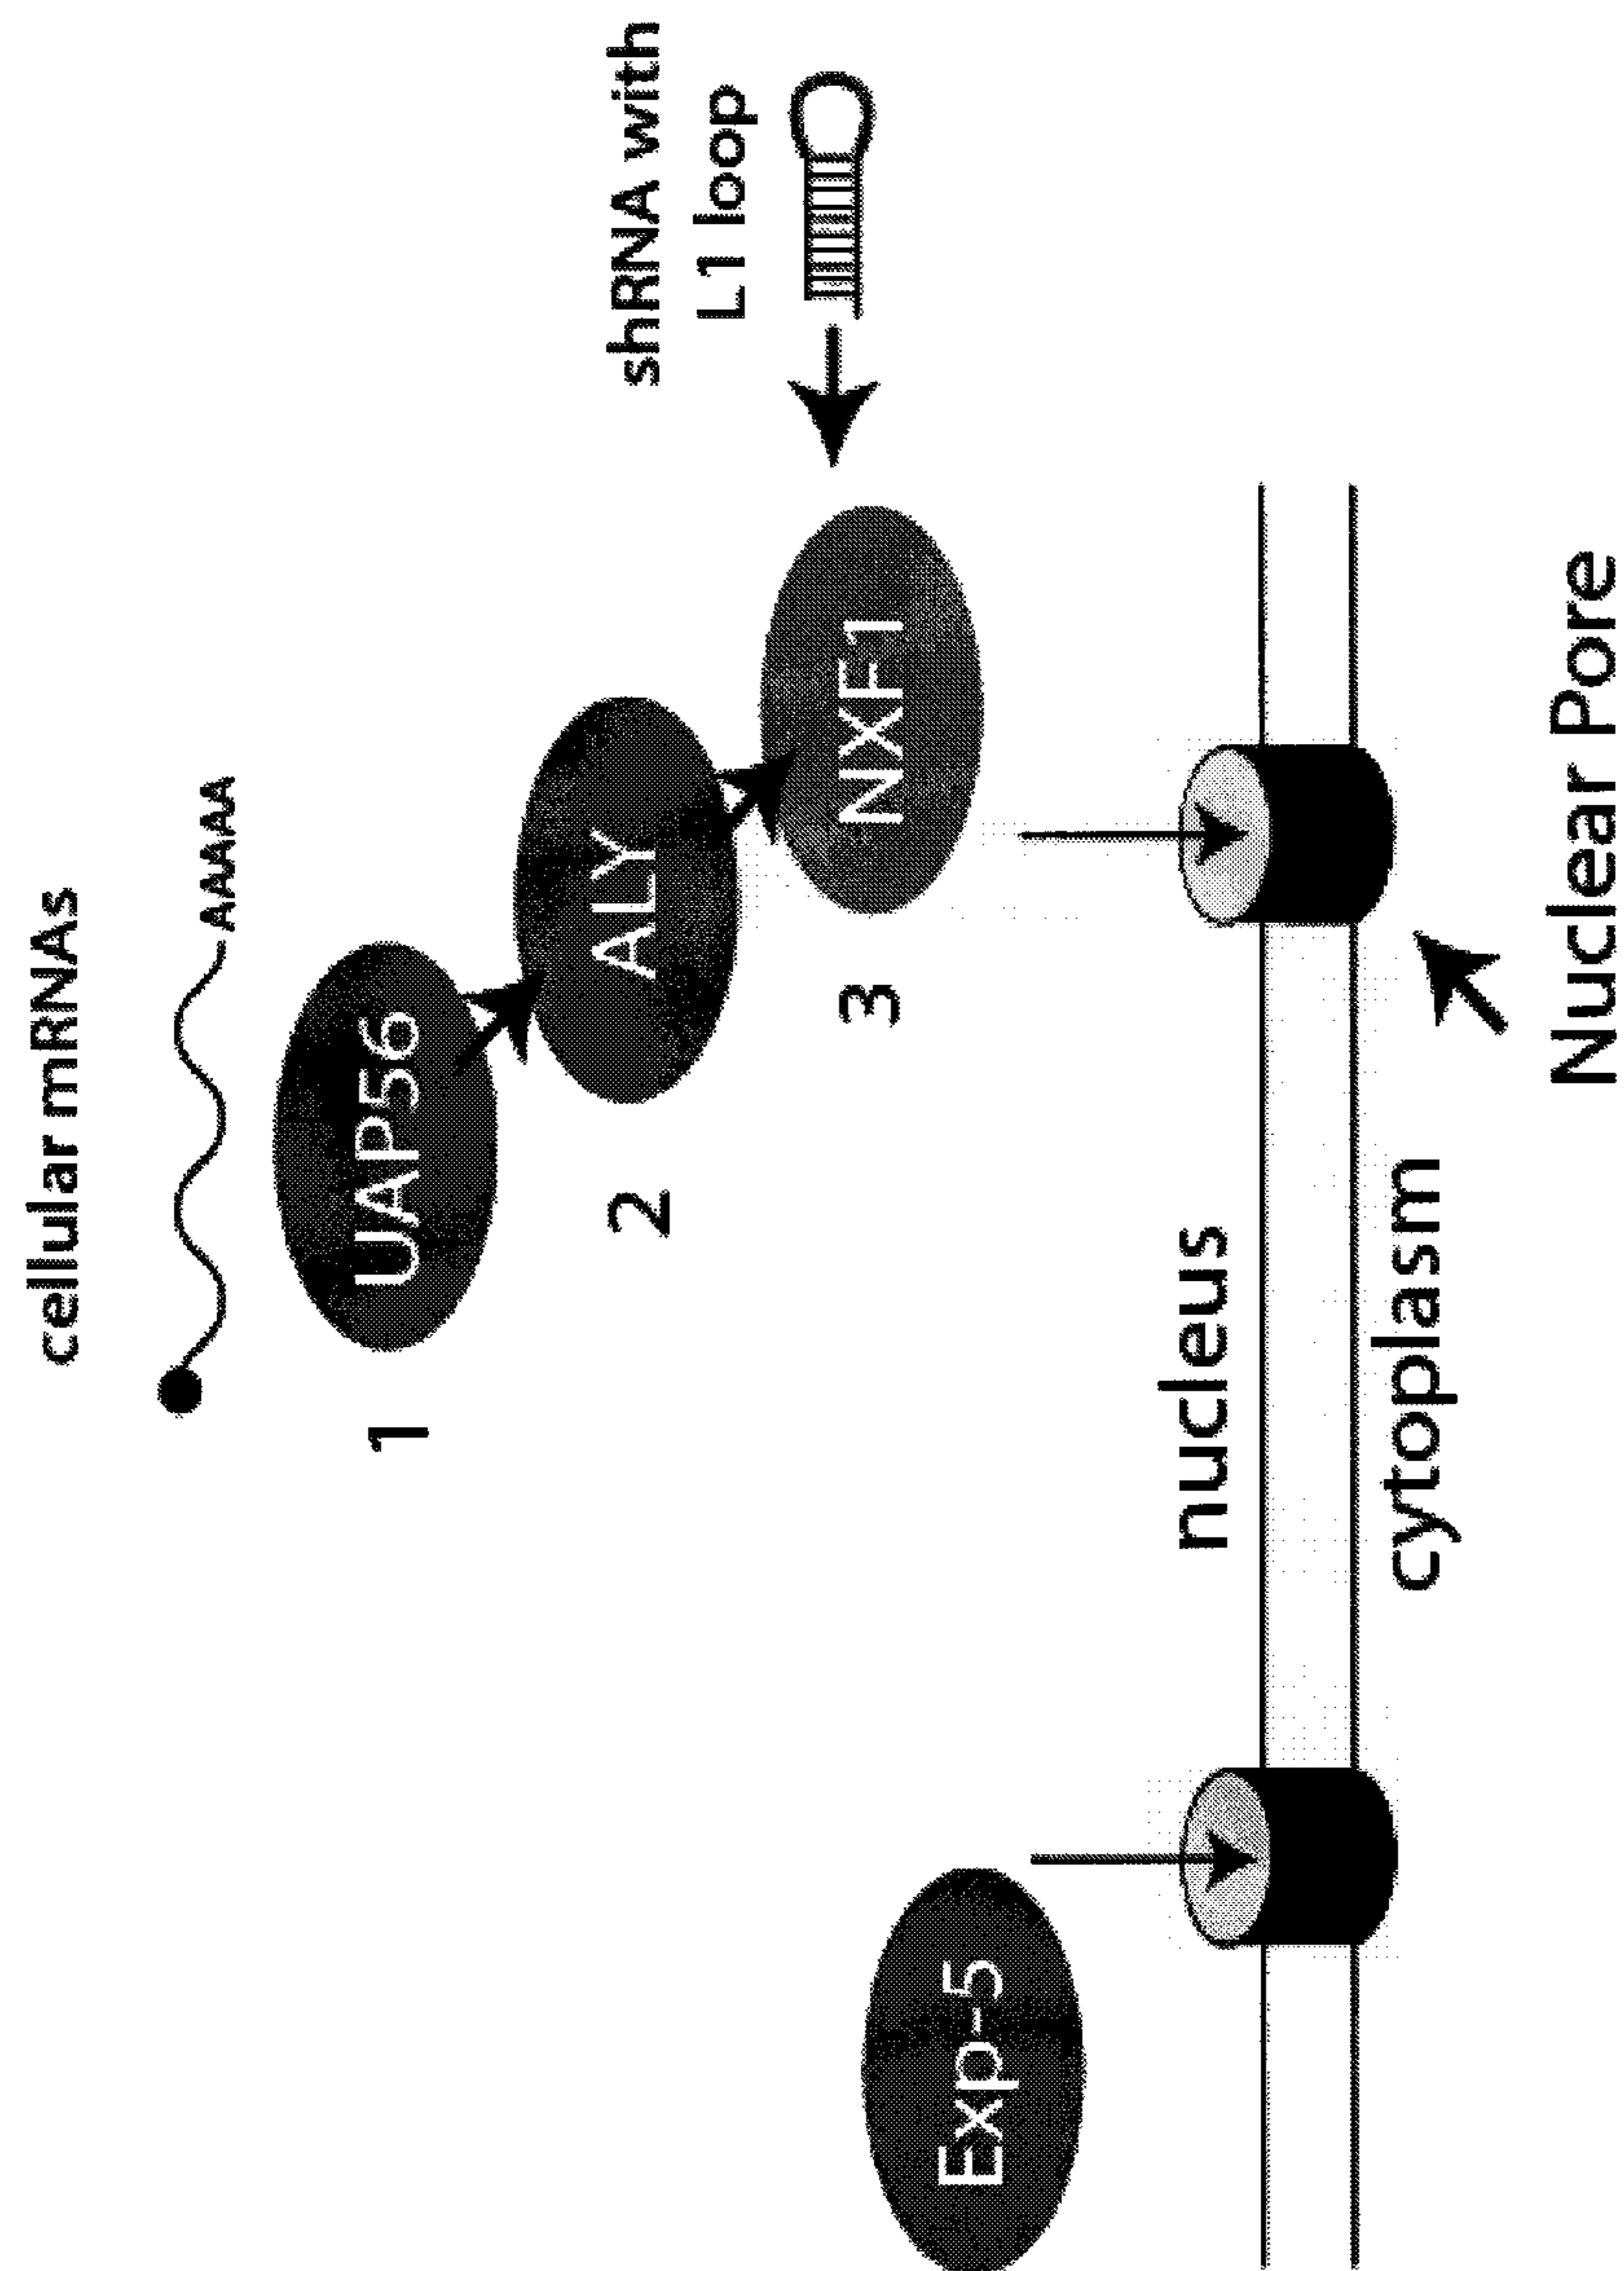 cellular mRNAs
AAAAA
1
UAP56
2
ALY
3
NXF1
shRNA with
L1 loop
Exp-5
nucleus
cytoplasm
Nuclear Pore